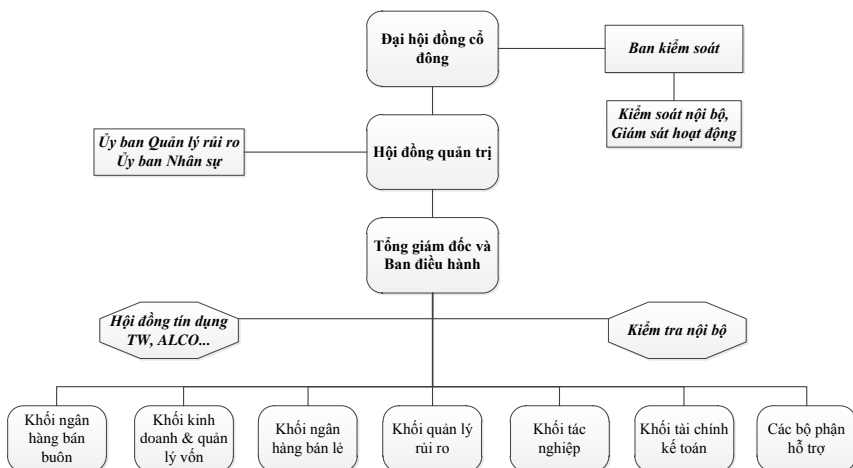 Đại hội đồng cổ
đông
Ban kiểm soát
Kiểm soát nội bộ,
Giám sát hoạt động
Ủy ban Quản lý rủi ro
Ủy ban Nhân sự
Hội đồng quản trị
Tổng giám đốc và
Ban điều hành
Hội đồng tín dụng
TW, ALCO...
Kiểm tra nội bộ
Khối ngân
hàng bán
buôn
Khối kinh
doanh & quản
lý vốn
Khối ngân
hàng bán lẻ
Khối quản lý
rủi ro
Khối tác
nghiệp
Khối tài chính
kế toán
Các bộ phận
hỗ trợ